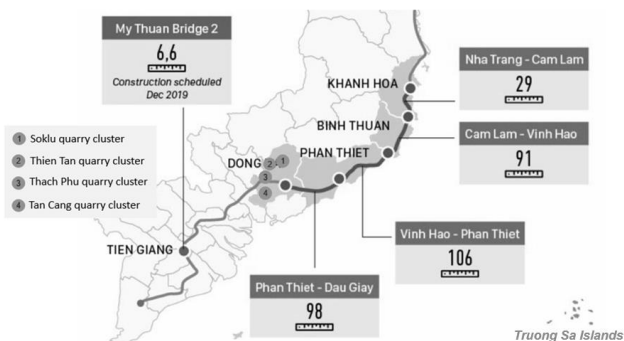 My Thuan Bridge 2
6,6
Construction scheduled
Dec 2019
Nha Trang - Cam Lam
29
KHANH HOA
BINH THUAN
Cam Lam - Vinh Hao
91
1 Soklu quarry cluster
2 Thien Tan quarry cluster
3 Thach Phu quarry cluster
4 Tan Cang quarry cluster
DONG
2 1
3
4
PHAN THIET
TIEN GIANG
Vinh Hao - Phan Thiet
106
Phan Thiet - Dau Giay
98
Truong Sa Islands